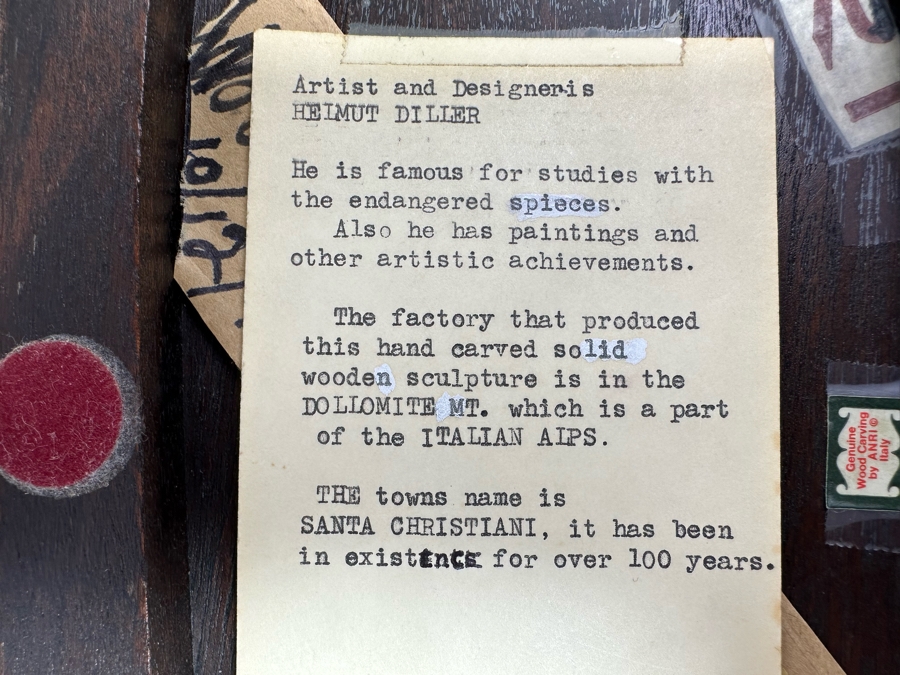 Artist and Designer is
HELMUT DILLER
He is famous for studies with
the endangered spieces.
Also he has paintings and
other artistic achievements.
The factory that produced
this hand carved solid
wooden sculpture is in the
DOLLOMITE MT. which is a part
of the ITALIAN ALPS.
THE towns name is
SANTA CHRISTIANI, it has been
in existence for over 100 years.
Genuine
Wood Carving
by ANRI ©
Italy